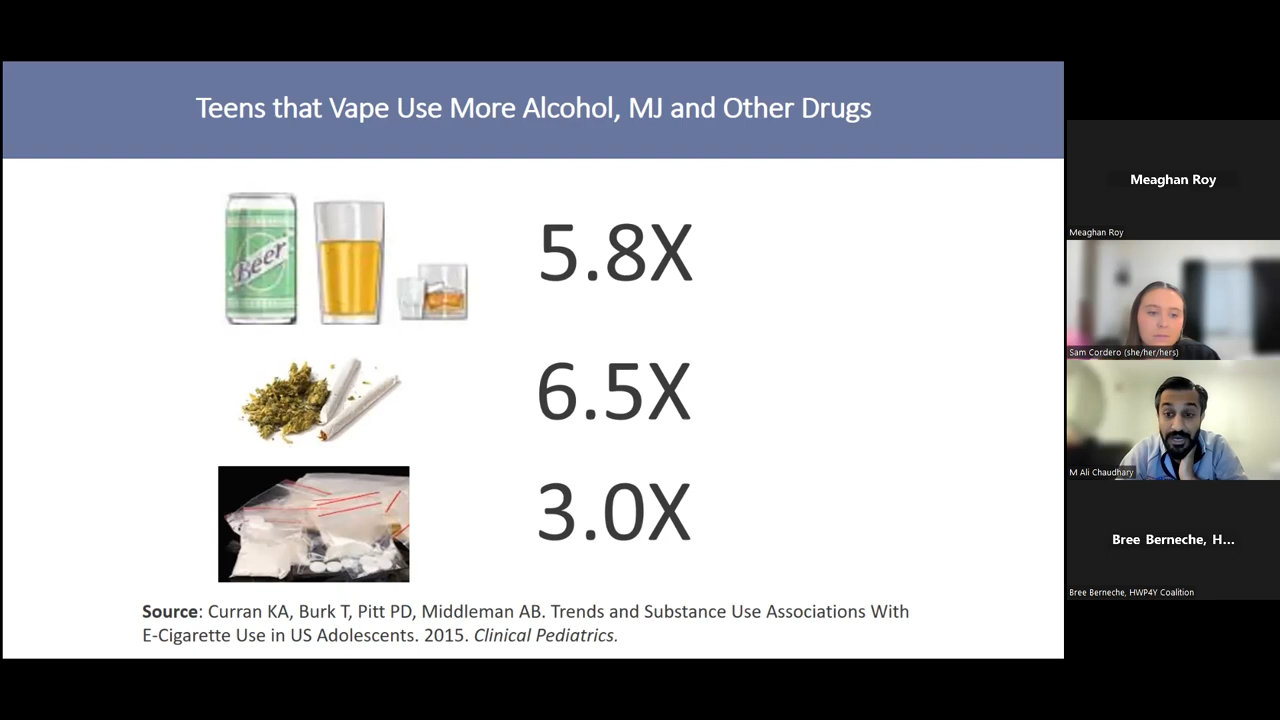 Teens that Vape Use More Alcohol, MJ and Other Drugs
Beer
5.8X
6.5X
3.0X
Source: Curran KA, Burk T, Pitt PD, Middleman AB. Trends and Substance Use Associations With
E-Cigarette Use in US Adolescents. 2015. Clinical Pediatrics.
Meaghan Roy
Meaghan Roy
Sam Cordero (she/her/hers)
M Ali Chaudhary
Bree Berneche, H...
Bree Berneche, HWP4Y Coalition